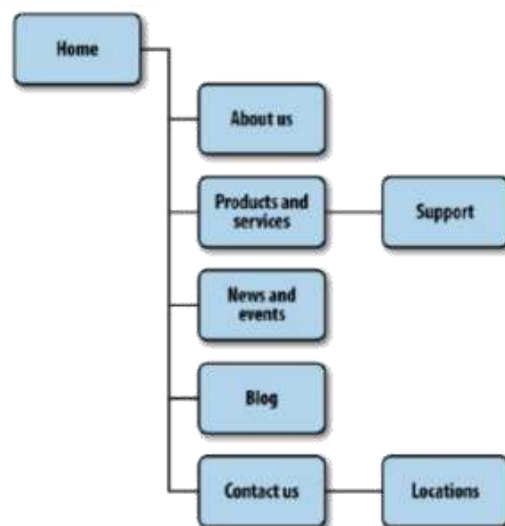 Home
About us
Products and
services
Support
News and
events
Blog
Contact us
Locations